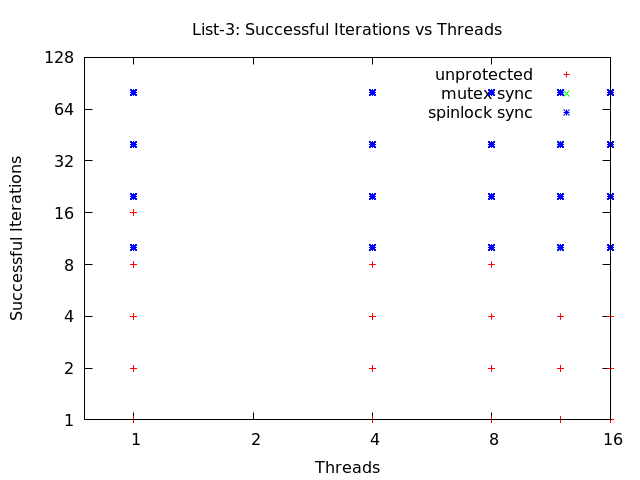 List-3: Successful Iterations vs Threads
128
64
32
16
8
4
2
1
Successful Iterations
unprotected
mutex sync
spinlock sync
1 2 4 8 16
Threads